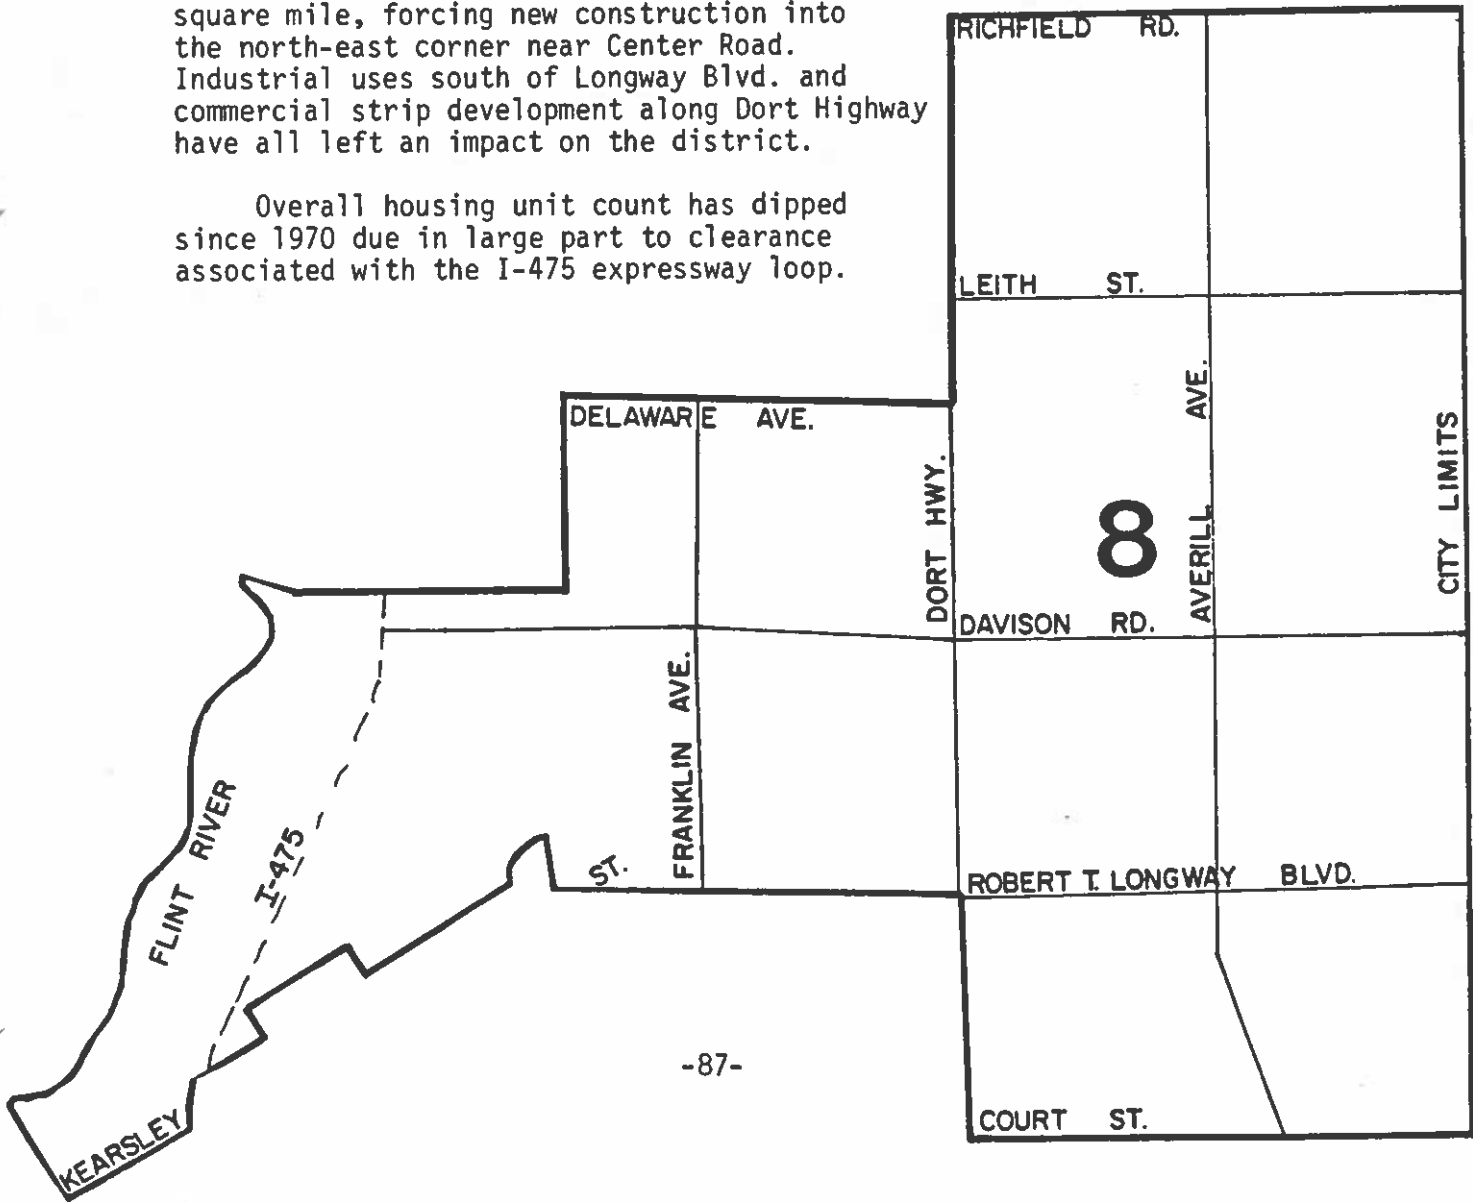 square mile, forcing new construction into
the north-east corner near Center Road.
Industrial uses south of Longway Blvd. and
commercial strip development along Dort Highway
have all left an impact on the district.
Overall housing unit count has dipped
since 1970 due in large part to clearance
associated with the I-475 expressway loop.
RICHFIELD RD.
LEITH ST.
DELAWARE AVE.
DORT HWY.
8
AVERILL AVE.
CITY LIMITS
DAVISON RD.
FRANKLIN AVE.
FLINT RIVER
I-475
ST.
ROBERT T. LONGWAY BLVD.
-87-
COURT ST.
KEARSLEY